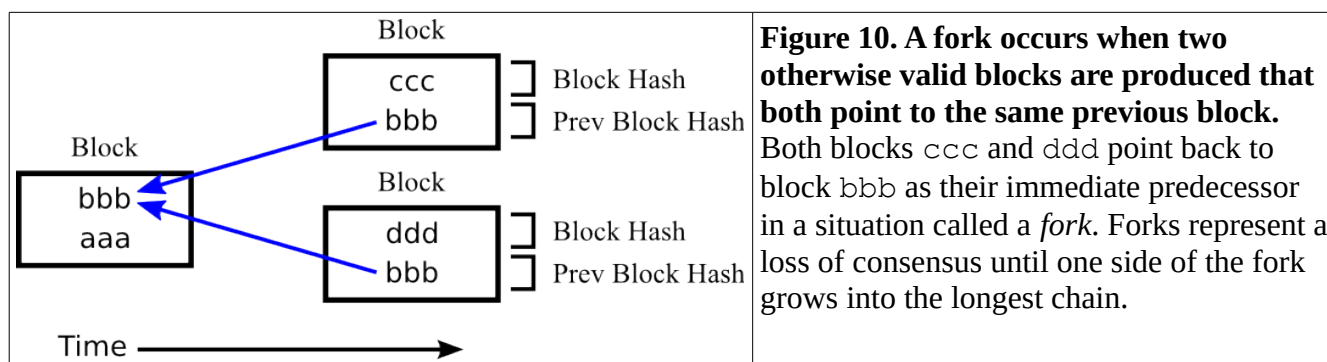 Block
ccc
bbb
Block Hash
Prev Block Hash
Block
bbb
aaa
Block
ddd
bbb
Block Hash
Prev Block Hash
Time
Figure 10. A fork occurs when two
otherwise valid blocks are produced that
both point to the same previous block.
Both blocks ccc and ddd point back to
block bbb as their immediate predecessor
in a situation called a fork. Forks represent a
loss of consensus until one side of the fork
grows into the longest chain.